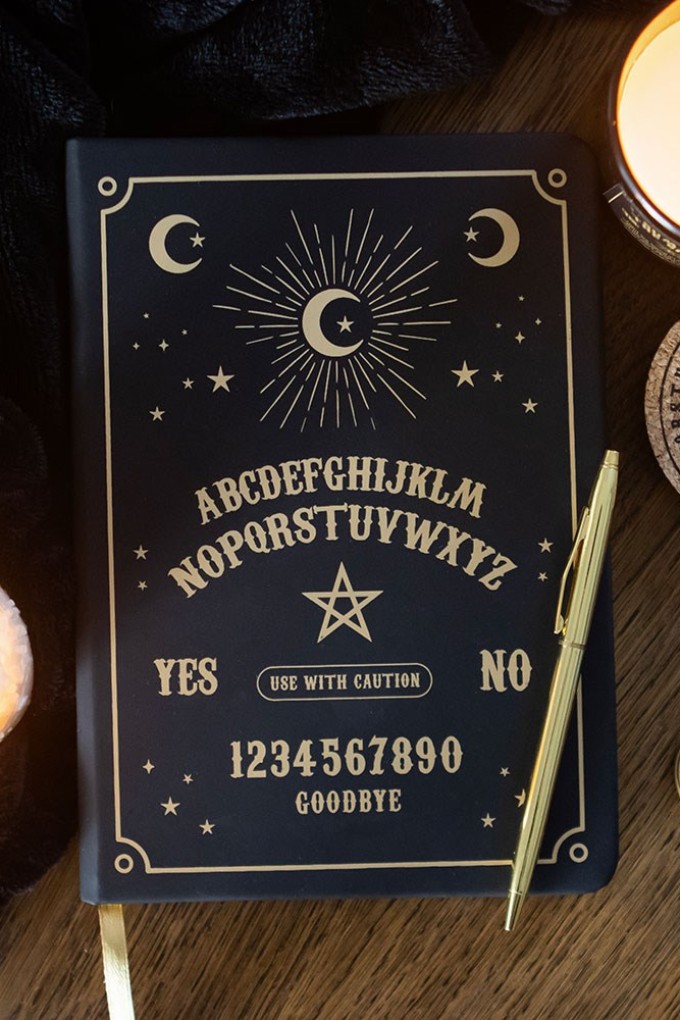 ABCDEFGHIJKLM
NOPQRSTUVWXYZ
YES
USE WITH CAUTION
NO
1234567890
GOODBYE